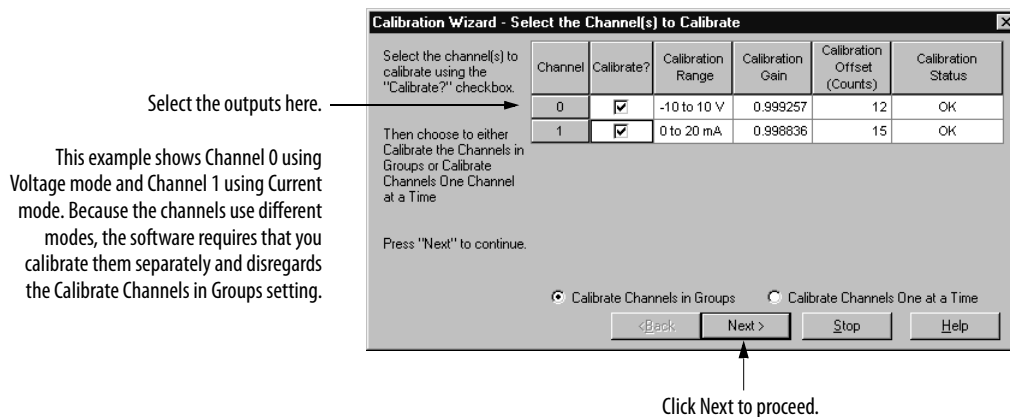 Calibration Wizard - Select the Channel(s) to Calibrate
Select the channel(s) to
calibrate using the
"Calibrate?" checkbox.
Then choose to either
Calibrate the Channels in
Groups or Calibrate
Channels One Channel
at a Time
Press "Next" to continue.
Channel Calibrate? Calibration Range Calibration Gain Calibration Offset (Counts) Calibration Status
0 -10 to 10 V 0.999257 12 OK
1 0 to 20 mA 0.998836 15 OK
Calibrate Channels in Groups Calibrate Channels One at a Time
<Back Next > Stop Help
Select the outputs here.
This example shows Channel 0 using
Voltage mode and Channel 1 using Current
mode. Because the channels use different
modes, the software requires that you
calibrate them separately and disregards
the Calibrate Channels in Groups setting.
Click Next to proceed.